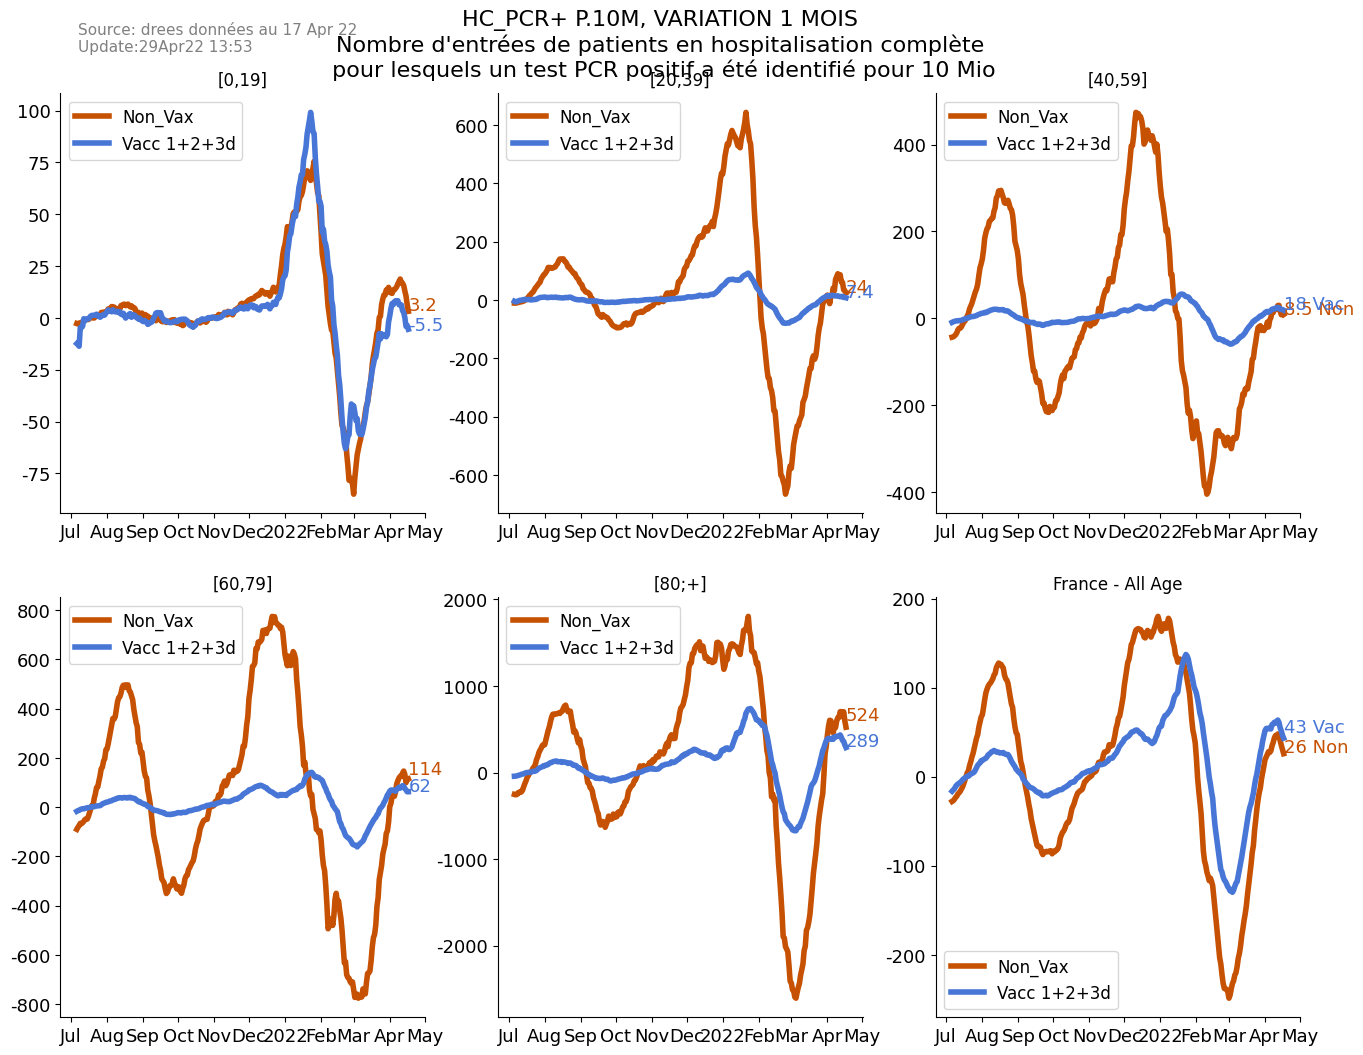 HC_PCR+ P.10M, VARIATION 1 MOIS
Source: drees données au 17 Apr 22
Nombre d'entrées de patients en hospitalisation complète
Update:29Apr22 13:53
pour lesquels un test PCR positif a été identifié pour 10 Mio
[0,19]
Non_Vax
Vacc 1+2+3d
100
75
50
25
0
-25
-50
-75
3.2
-5.5
Jul Aug Sep Oct Nov Dec 2022 Feb Mar Apr May
[20,39]
Non_Vax
Vacc 1+2+3d
600
400
200
0
-200
-400
-600
24
7.4
Jul Aug Sep Oct Nov Dec 2022 Feb Mar Apr May
[40,59]
Non_Vax
Vacc 1+2+3d
400
200
0
-200
-400
18 Vac
8.5 Non
Jul Aug Sep Oct Nov Dec 2022 Feb Mar Apr May
[60,79]
Non_Vax
Vacc 1+2+3d
800
600
400
200
0
-200
-400
-600
-800
114
62
Jul Aug Sep Oct Nov Dec 2022 Feb Mar Apr May
[80;+]
Non_Vax
Vacc 1+2+3d
2000
1000
0
-1000
-2000
524
289
Jul Aug Sep Oct Nov Dec 2022 Feb Mar Apr May
France - All Age
200
100
0
-100
-200
43 Vac
26 Non
Non_Vax
Vacc 1+2+3d
Jul Aug Sep Oct Nov Dec 2022 Feb Mar Apr May